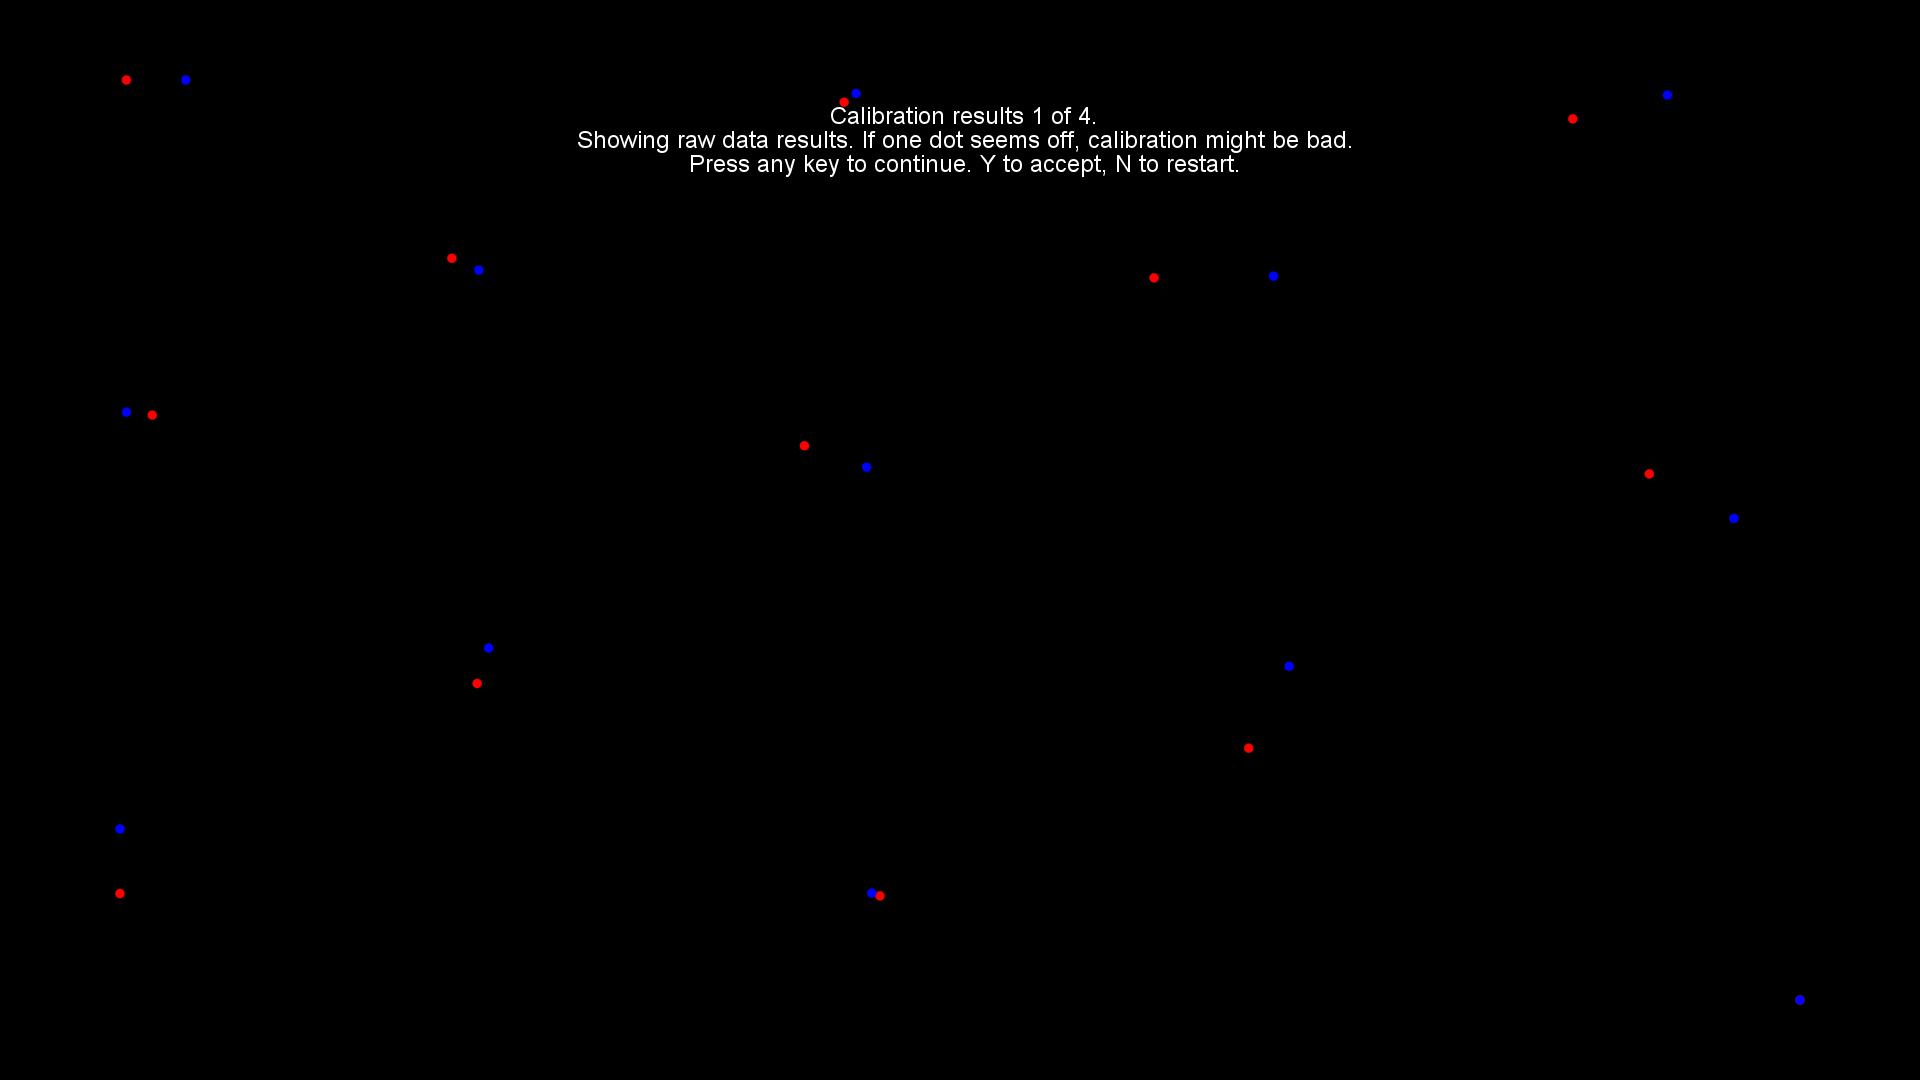 Calibration results 1 of 4.
Showing raw data results. If one dot seems off, calibration might be bad.
Press any key to continue. Y to accept, N to restart.